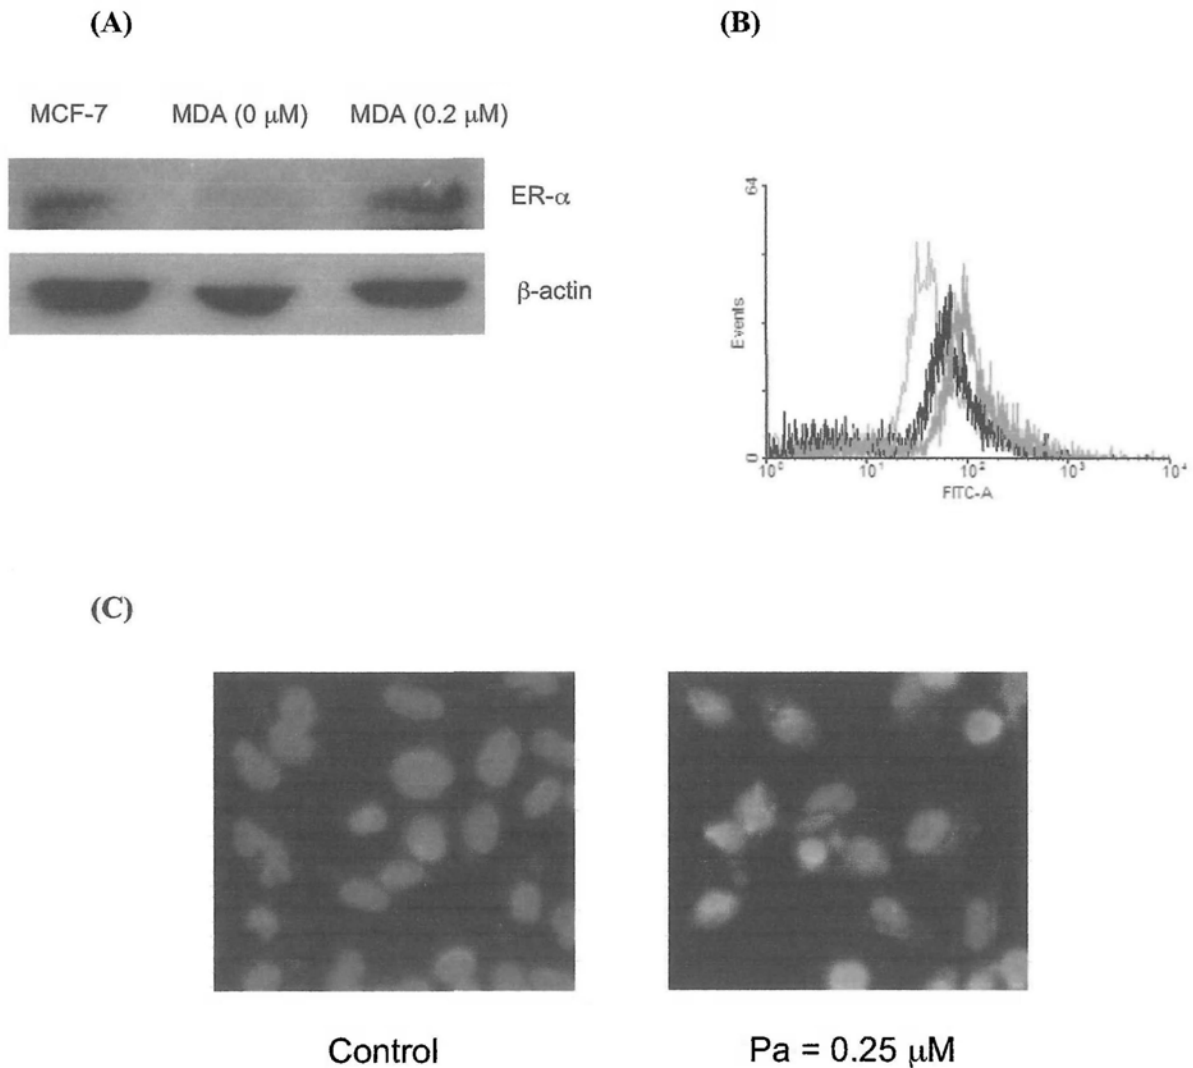 (A)
MCF-7 MDA (0 μM) MDA (0.2 μM)
ER-α
β-actin
(B)
64
Events
0
10⁰ 10¹ 10² 10³ 10⁴
FITC-A
(C)
Control
Pa = 0.25 μM